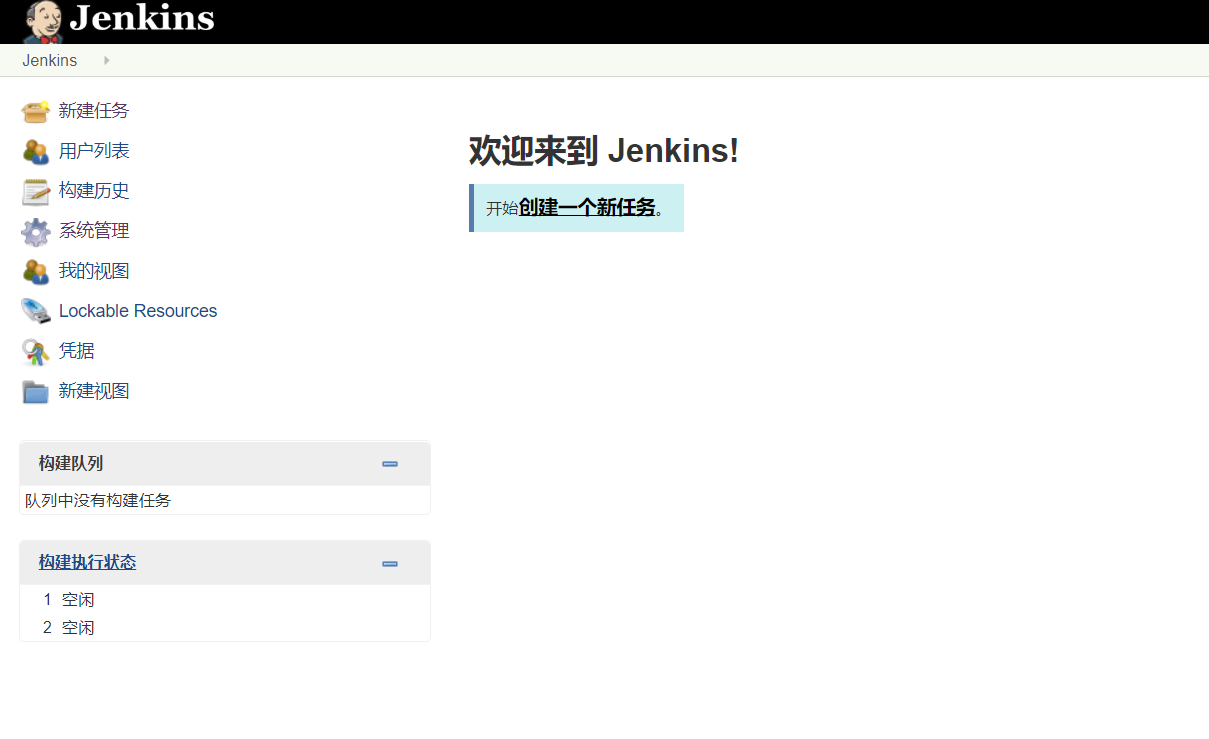 Jenkins
Jenkins
新建任务
用户列表
构建历史
系统管理
我的视图
Lockable Resources
凭据
新建视图
构建队列
队列中没有构建任务
构建执行状态
1 空闲
2 空闲
欢迎来到 Jenkins!
开始创建一个新任务。